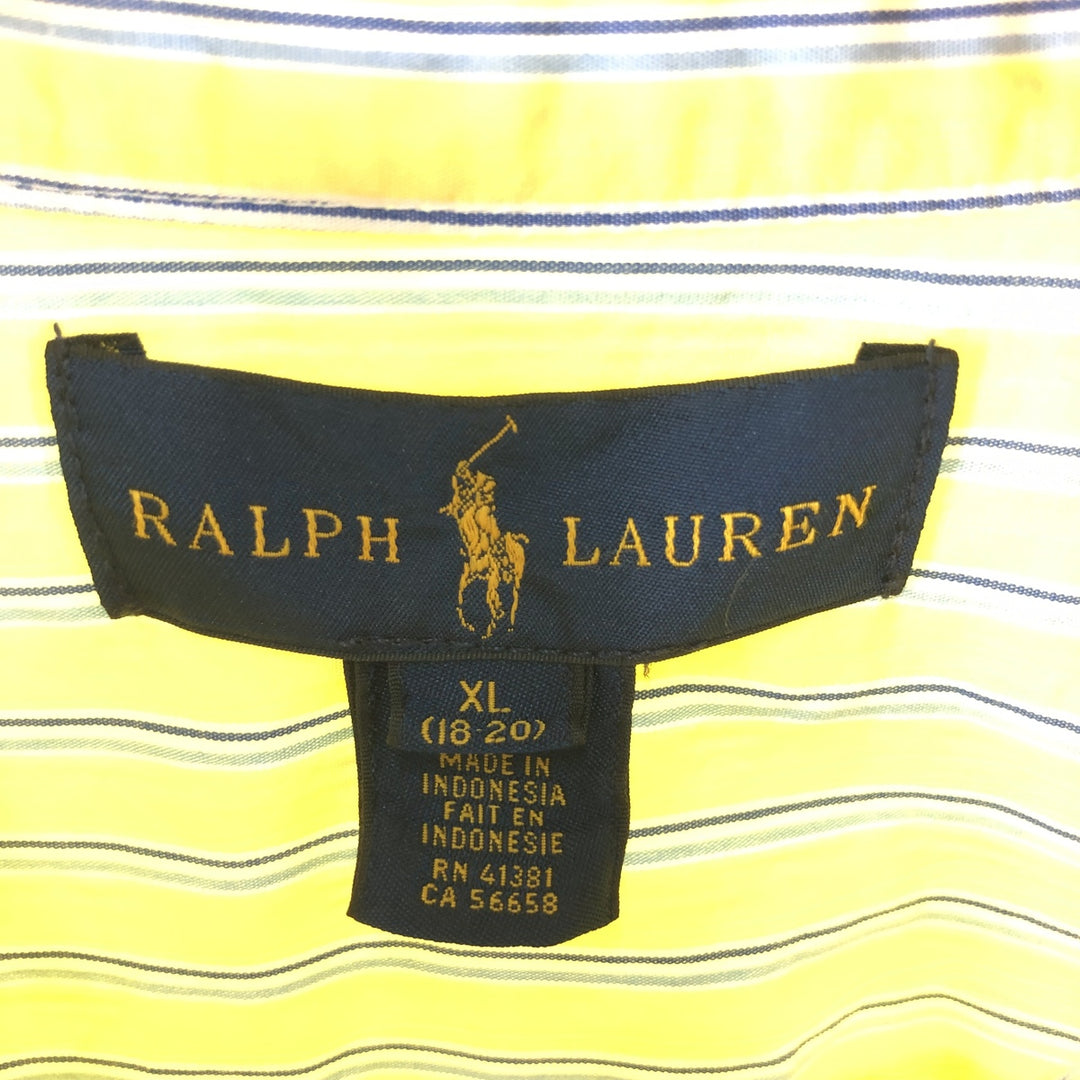 RALPH LAUREN
XL
(18-20)
MADE IN
INDONESIA
FAIT EN
INDONESIE
RN 41381
CA 56658